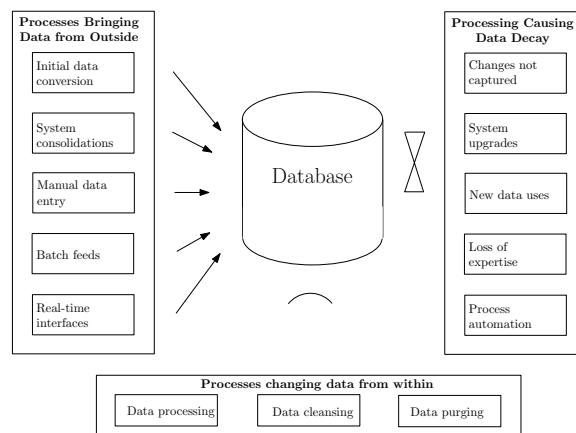 Processes Bringing
Data from Outside
Initial data
conversion
System
consolidations
Manual data
entry
Batch feeds
Real-time
interfaces
Database
Processing Causing
Data Decay
Changes not
captured
System
upgrades
New data uses
Loss of
expertise
Process
automation
Processes changing data from within
Data processing
Data cleansing
Data purging